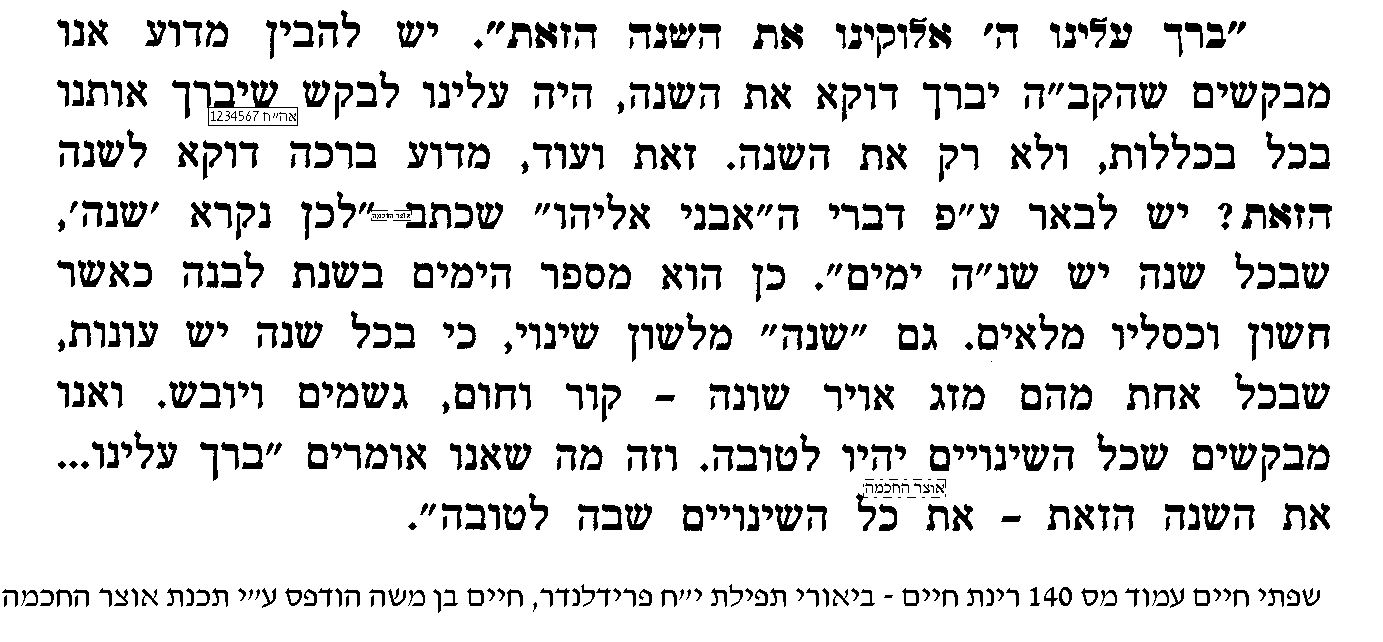 "ברך עלינו ה' אלוקינו את השנה הזאת". יש להבין מדוע אנו
מבקשים שהקב"ה יברך דוקא את השנה, היה עלינו לבקש שיברך אותנו
אה"ח 1234567
בכל בכללות, ולא רק את השנה. זאת ועוד, מדוע ברכה דוקא לשנה
הזאת? יש לבאר ע"פ דברי ה"אבני אליהו" שכתב "לכן נקרא 'שנה',
אוצר החכמה
שבכל שנה יש שנ"ה ימים". כן הוא מספר הימים בשנת לבנה כאשר
חשון וכסליו מלאים. גם "שנה" מלשון שינוי, כי בכל שנה יש עונות,
שבכל אחת מהם מזג אויר שונה - קור וחום, גשמים ויובש. ואנו
מבקשים שכל השינויים יהיו לטובה. וזה מה שאנו אומרים "ברך עלינו...
אוצר החכמה
את השנה הזאת - את כל השינויים שבה לטובה".
שפתי חיים עמוד מס 140 רינת חיים - ביאורי תפילת י"ח פרידלנדר, חיים בן משה הודפס ע"י תכנת אוצר החכמה